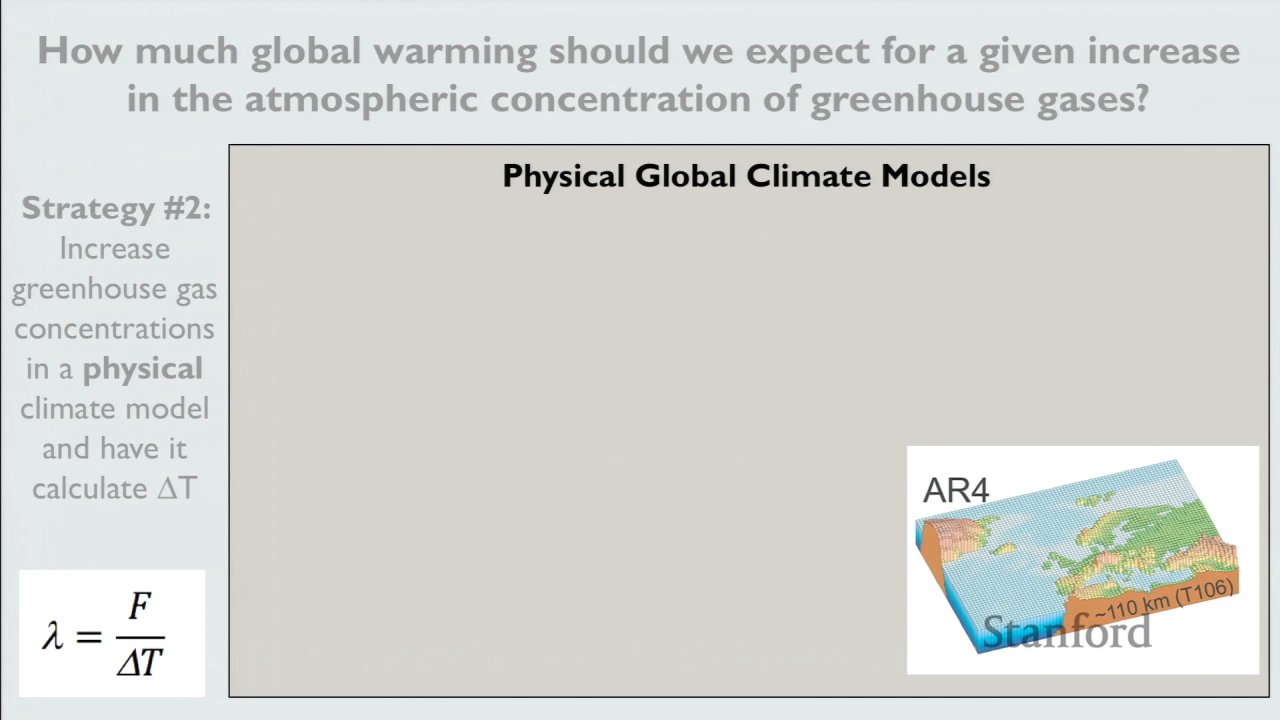 How much global warming should we expect for a given increase
in the atmospheric concentration of greenhouse gases?
Strategy #2:
Increase
greenhouse gas
concentrations
in a physical
climate model
and have it
calculate ΔT
λ = F/ΔT
Physical Global Climate Models
AR4
~110 km (T106)
Stanford